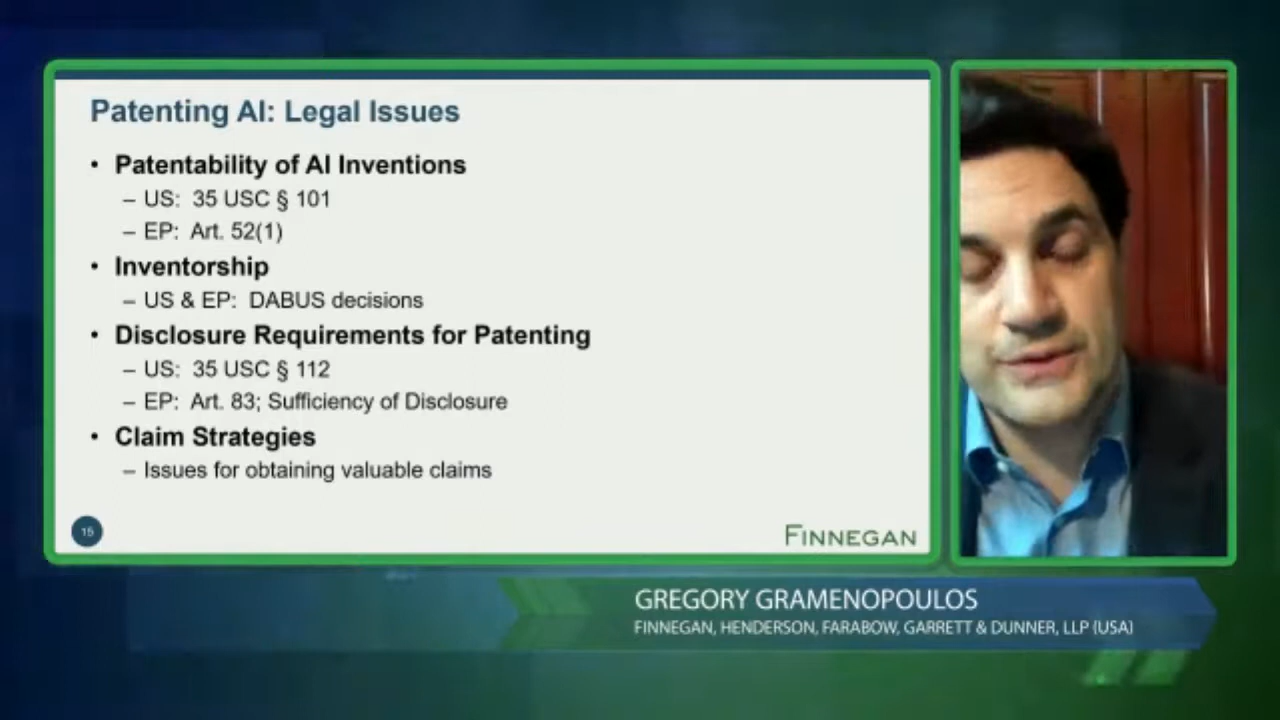 Patenting AI: Legal Issues
• Patentability of AI Inventions
– US: 35 USC § 101
– EP: Art. 52(1)
• Inventorship
– US & EP: DABUS decisions
• Disclosure Requirements for Patenting
– US: 35 USC § 112
– EP: Art. 83; Sufficiency of Disclosure
• Claim Strategies
– Issues for obtaining valuable claims
15
FINNEGAN
GREGORY GRAMENOPOULOS
FINNEGAN, HENDERSON, FARABOW, GARRETT & DUNNER, LLP (USA)